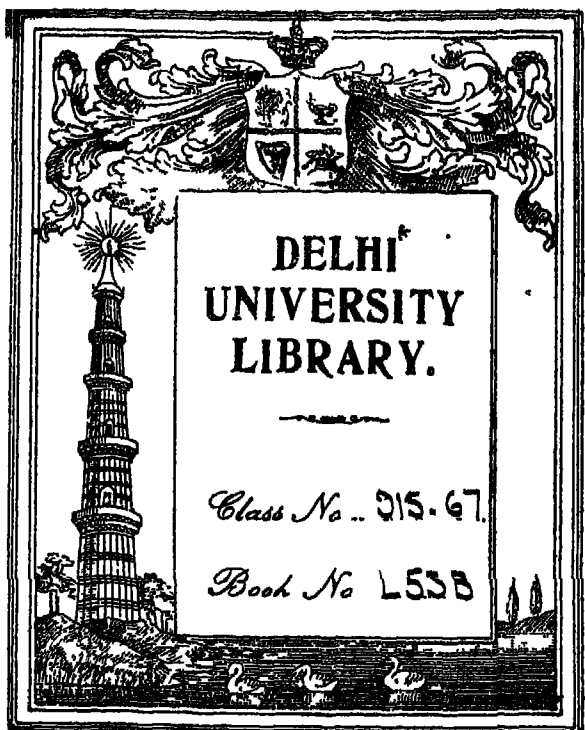 DELHI
UNIVERSITY
LIBRARY.
Class No .. 915.67.
Book No L53B